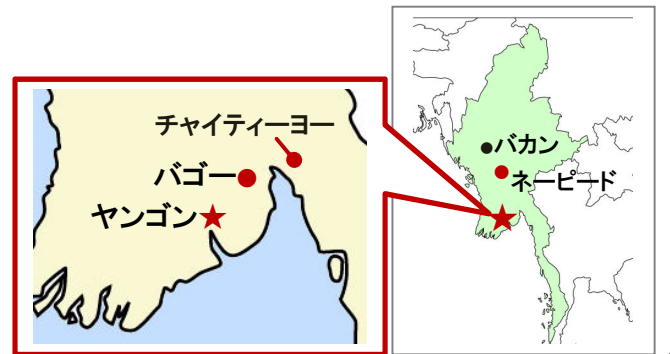 チャイティーヨー
バゴー
ヤンゴン
バカン
ネーピード